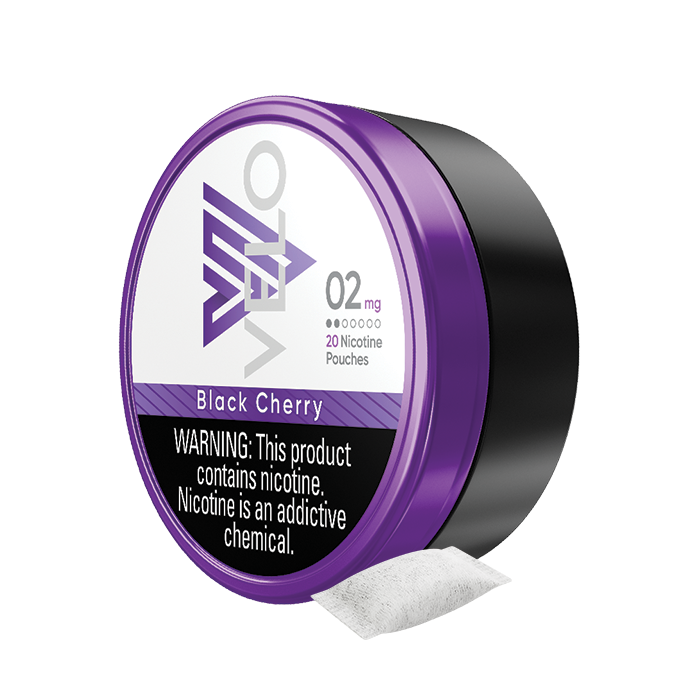 VELO
02 mg
20 Nicotine
Pouches
Black Cherry
WARNING: This product
contains nicotine.
Nicotine is an addictive
chemical.